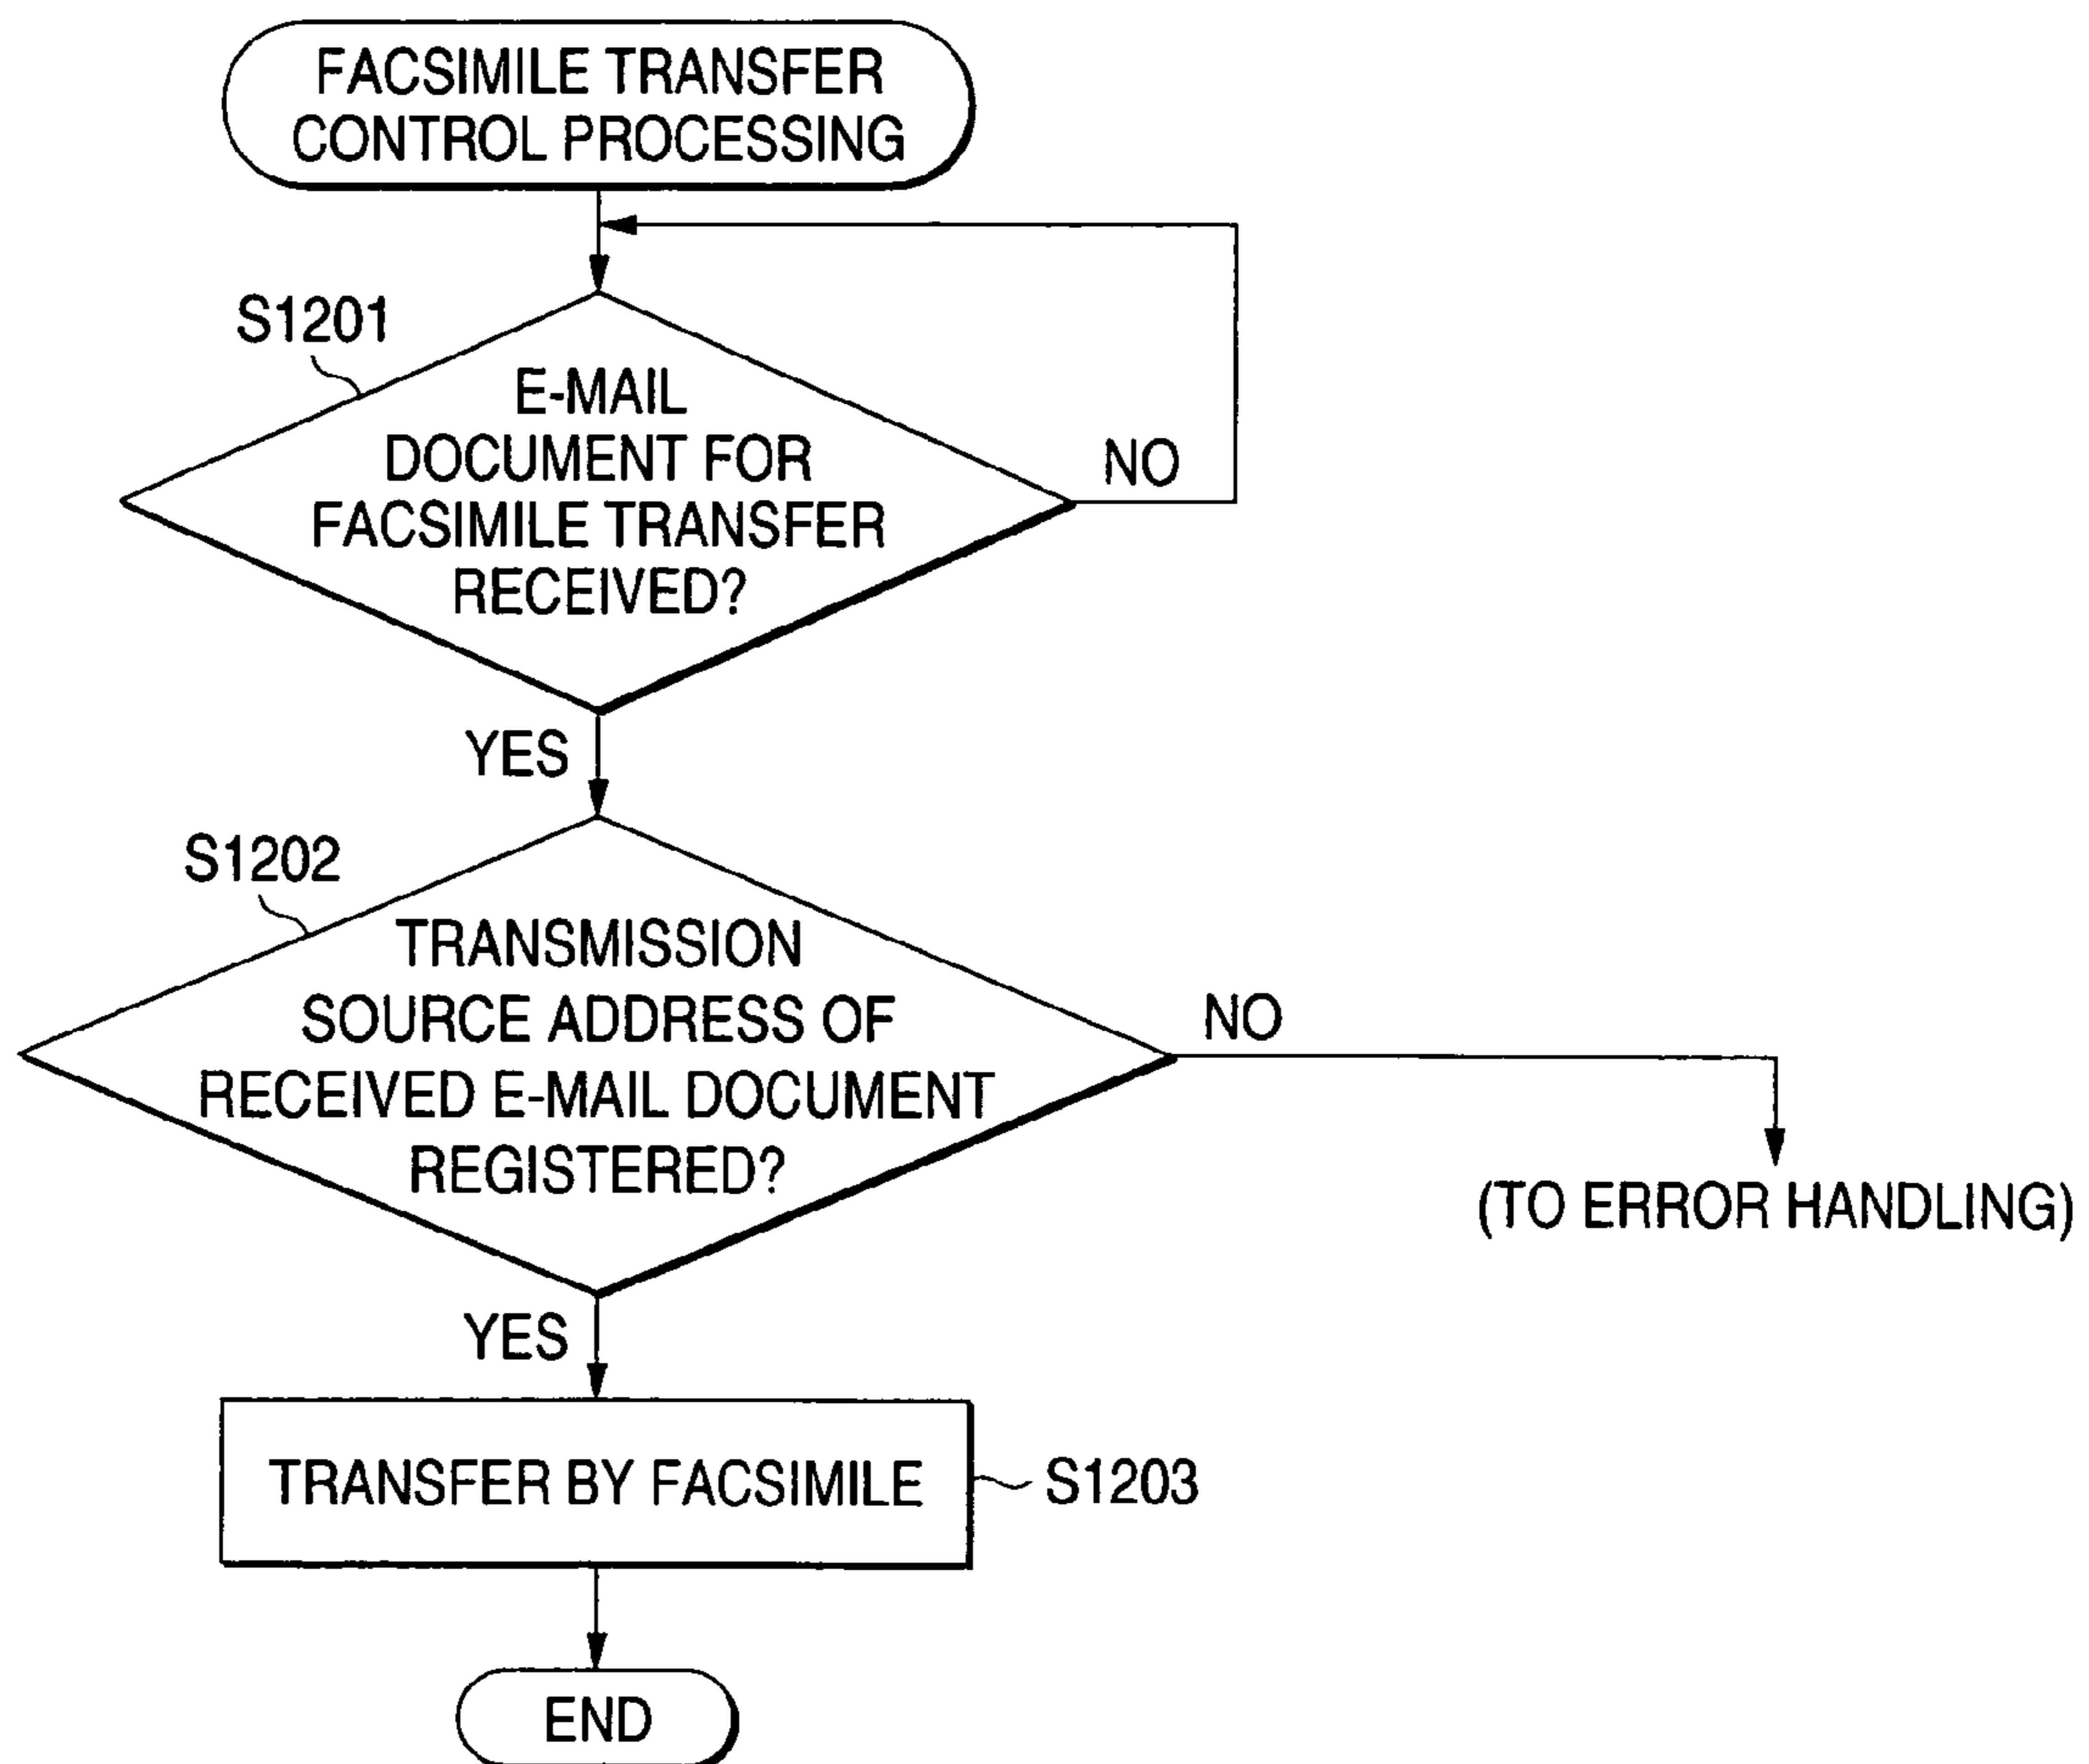 FACSIMILE TRANSFER
CONTROL PROCESSING
S1201
E-MAIL
DOCUMENT FOR
FACSIMILE TRANSFER
RECEIVED?
NO
YES
S1202
TRANSMISSION
SOURCE ADDRESS OF
RECEIVED E-MAIL DOCUMENT
REGISTERED?
NO
(TO ERROR HANDLING)
YES
TRANSFER BY FACSIMILE
S1203
END